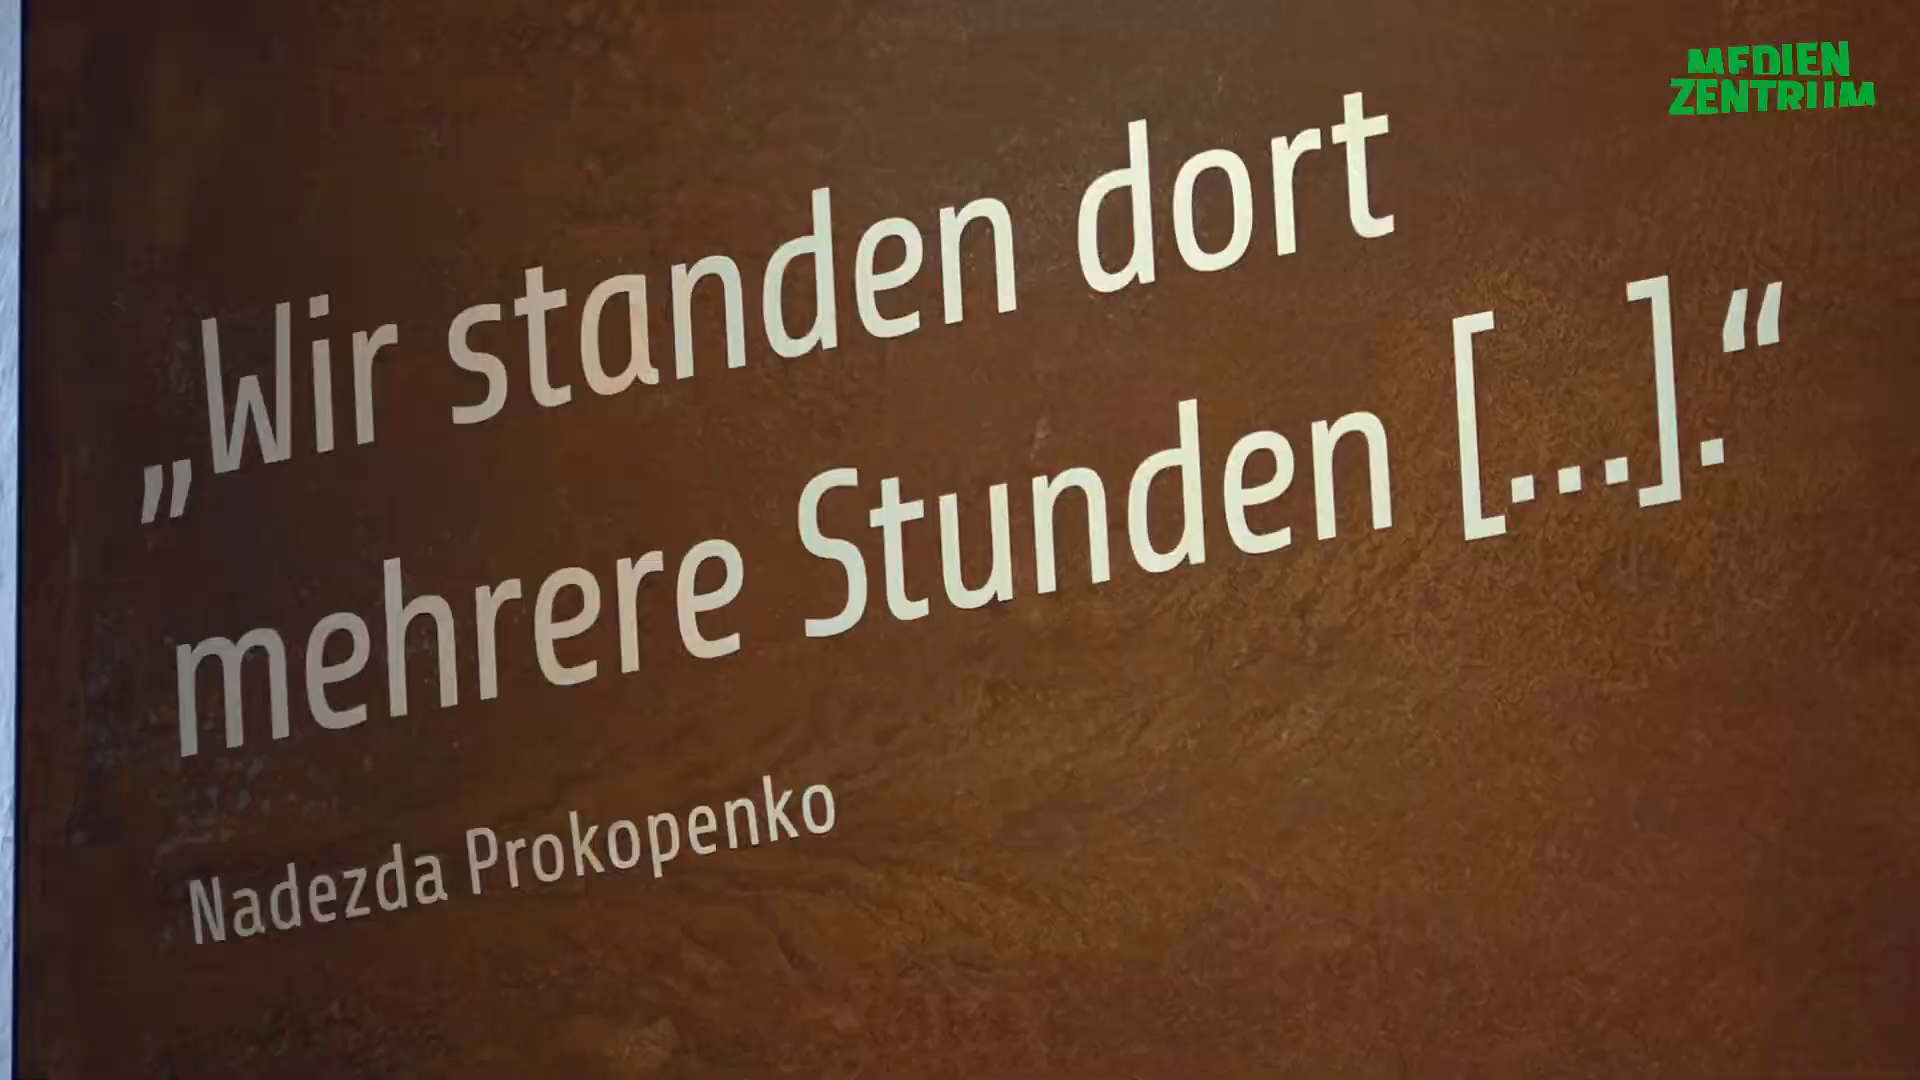 MEDIEN
ZENTRUM
„Wir standen dort
mehrere Stunden [...].“
Nadezda Prokopenko